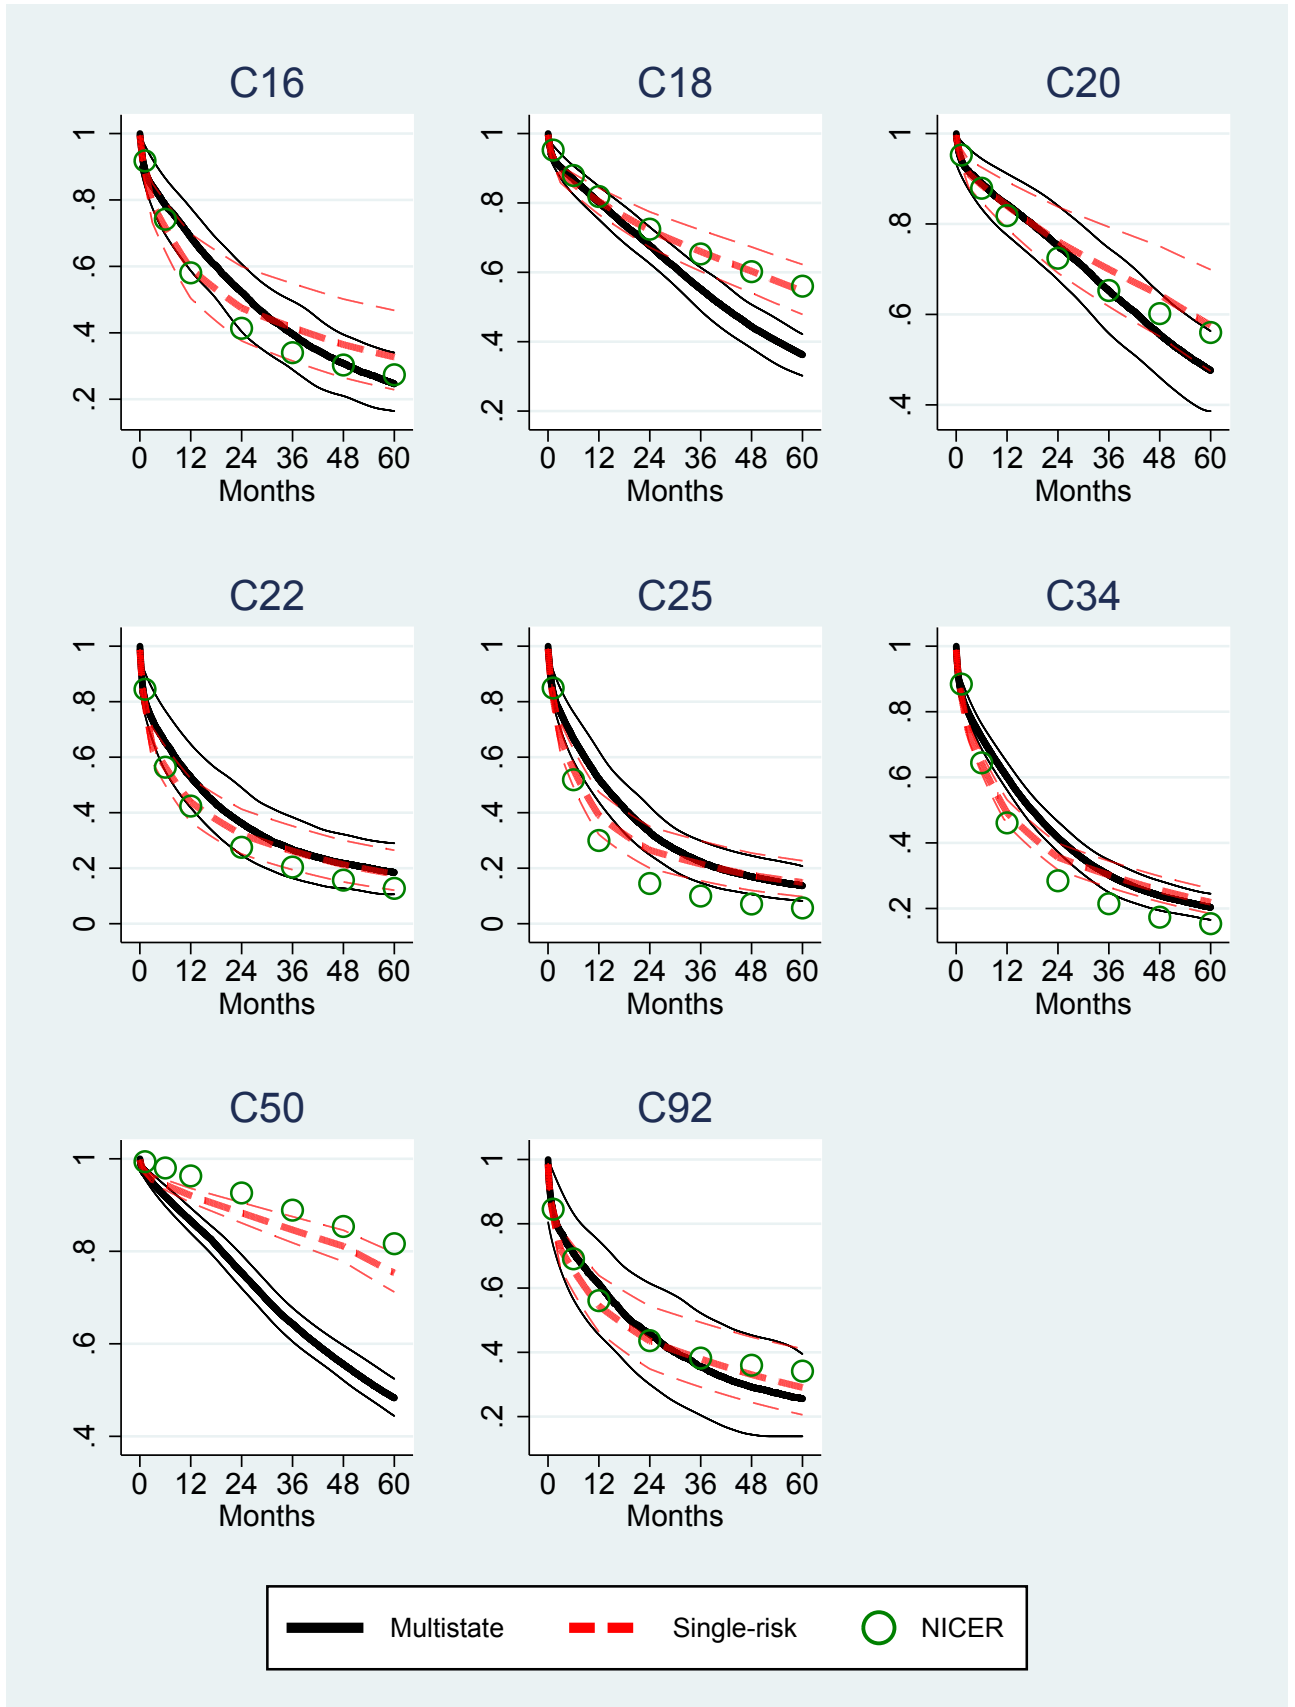 C16 C18 C20
1 1 1
.8 .8 .8
.6 .6 .6
.4 .4 .4
.2 .2
0 12 24 36 48 60 0 12 24 36 48 60 0 12 24 36 48 60
Months Months Months
C22 C25 C34
1 1 1
.8 .8 .8
.6 .6 .6
.4 .4 .4
.2 .2 .2
0 0
0 12 24 36 48 60 0 12 24 36 48 60 0 12 24 36 48 60
Months Months Months
C50 C92
1 1
.8 .8
.6 .6
.4 .4
.2
0 12 24 36 48 60 0 12 24 36 48 60
Months Months
Multistate Single-risk NICER